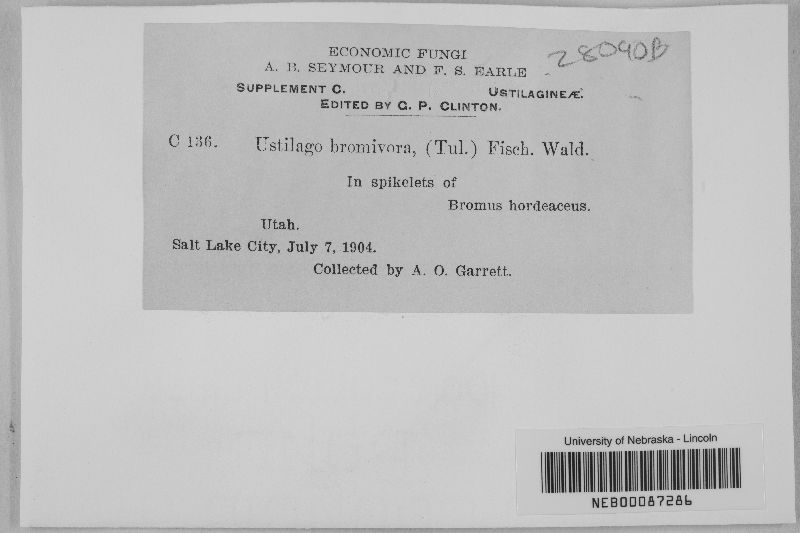 ECONOMIC FUNGI
28090B
A. B. SEYMOUR AND F. S. EARLE
SUPPLEMENT C. USTILAGINEÆ.
EDITED BY G. P. CLINTON.
C 136. Ustilago bromivora, (Tul.) Fisch. Wald.
In spikelets of
Bromus hordeaceus.
Utah.
Salt Lake City, July 7, 1904.
Collected by A. O. Garrett.
University of Nebraska - Lincoln
NEB00087286